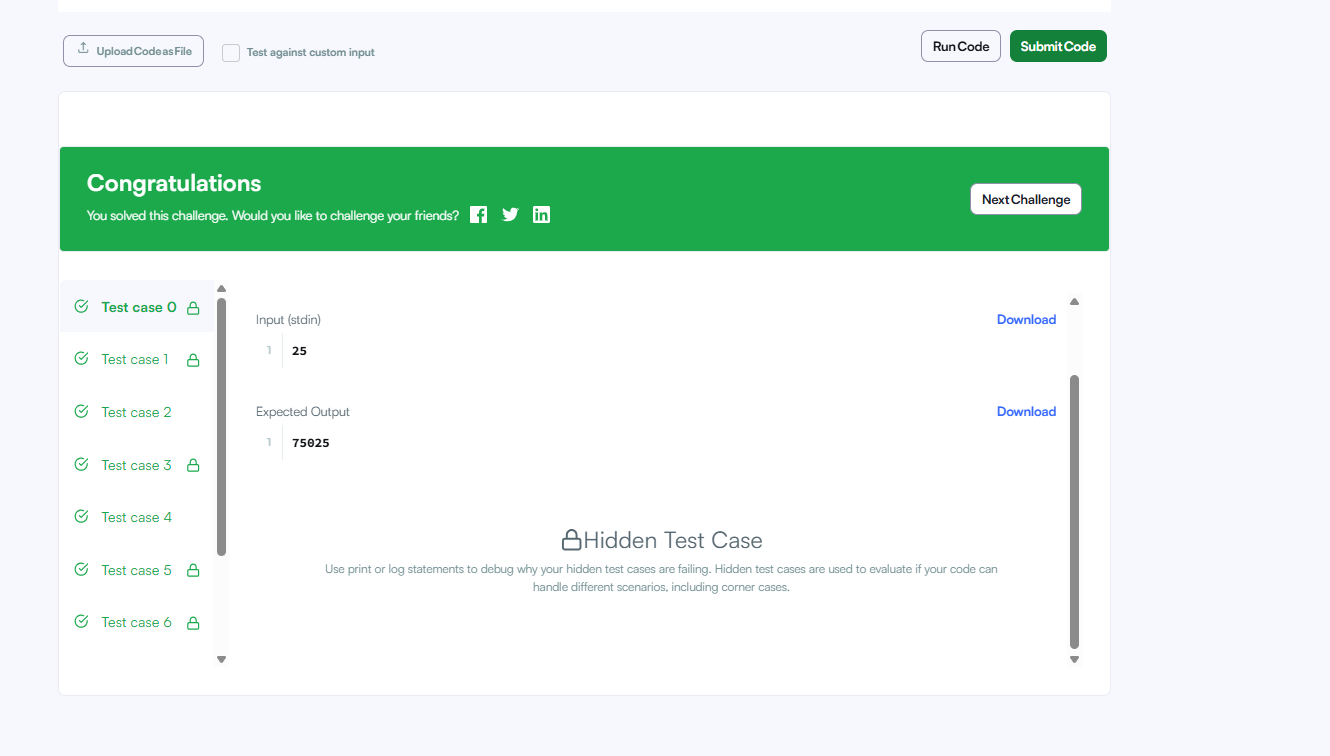 Upload Code as File
Test against custom input
Run Code
Submit Code
Congratulations
You solved this challenge. Would you like to challenge your friends?
Next Challenge
Test case 0
Test case 1
Test case 2
Test case 3
Test case 4
Test case 5
Test case 6
Input (stdin)
Download
1 25
Expected Output
Download
1 75025
Hidden Test Case
Use print or log statements to debug why your hidden test cases are failing. Hidden test cases are used to evaluate if your code can
handle different scenarios, including corner cases.